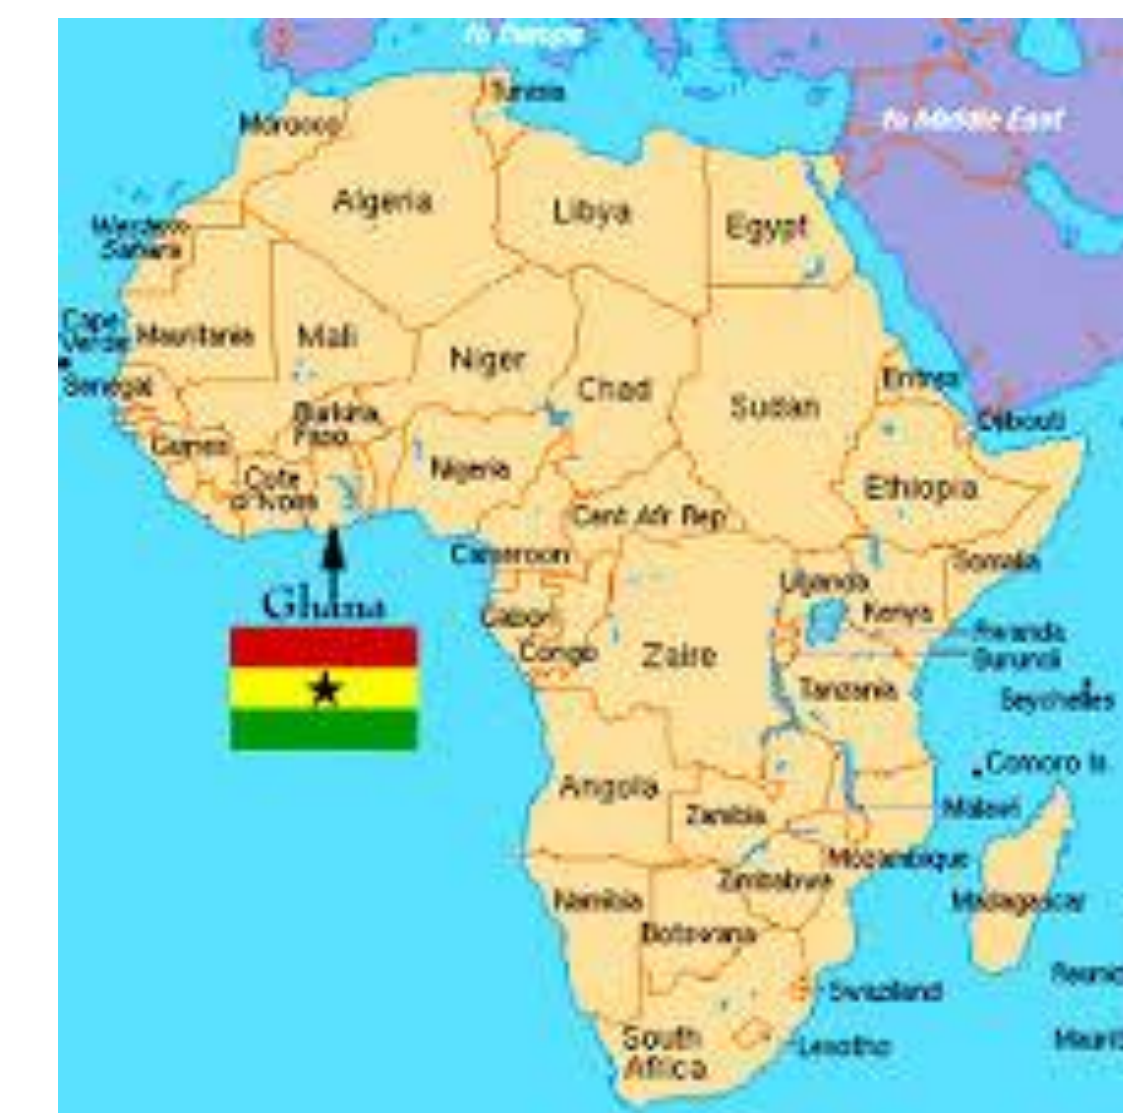 to Europe
Tunisia
Morocco
to Middle East
Algeria
Libya
Egypt
Western
Sahara
Cape
Verde
Mauritania
Mali
Niger
Chad
Sudan
Eritrea
Senegal
Burkina
Faso
Djibouti
Guinea
Nigeria
Cote
d'Ivoire
Ethiopia
Cent Afr Rep
Cameroon
Somalia
Uganda
Ghana
Gabon
Kenya
Rwanda
Congo
Zaire
Burundi
Tanzania
Seychelles
Comoro Is.
Angola
Zambia
Malawi
Mozambique
Zimbabwe
Namibia
Madagascar
Botswana
Swaziland
South
Africa
Lesotho